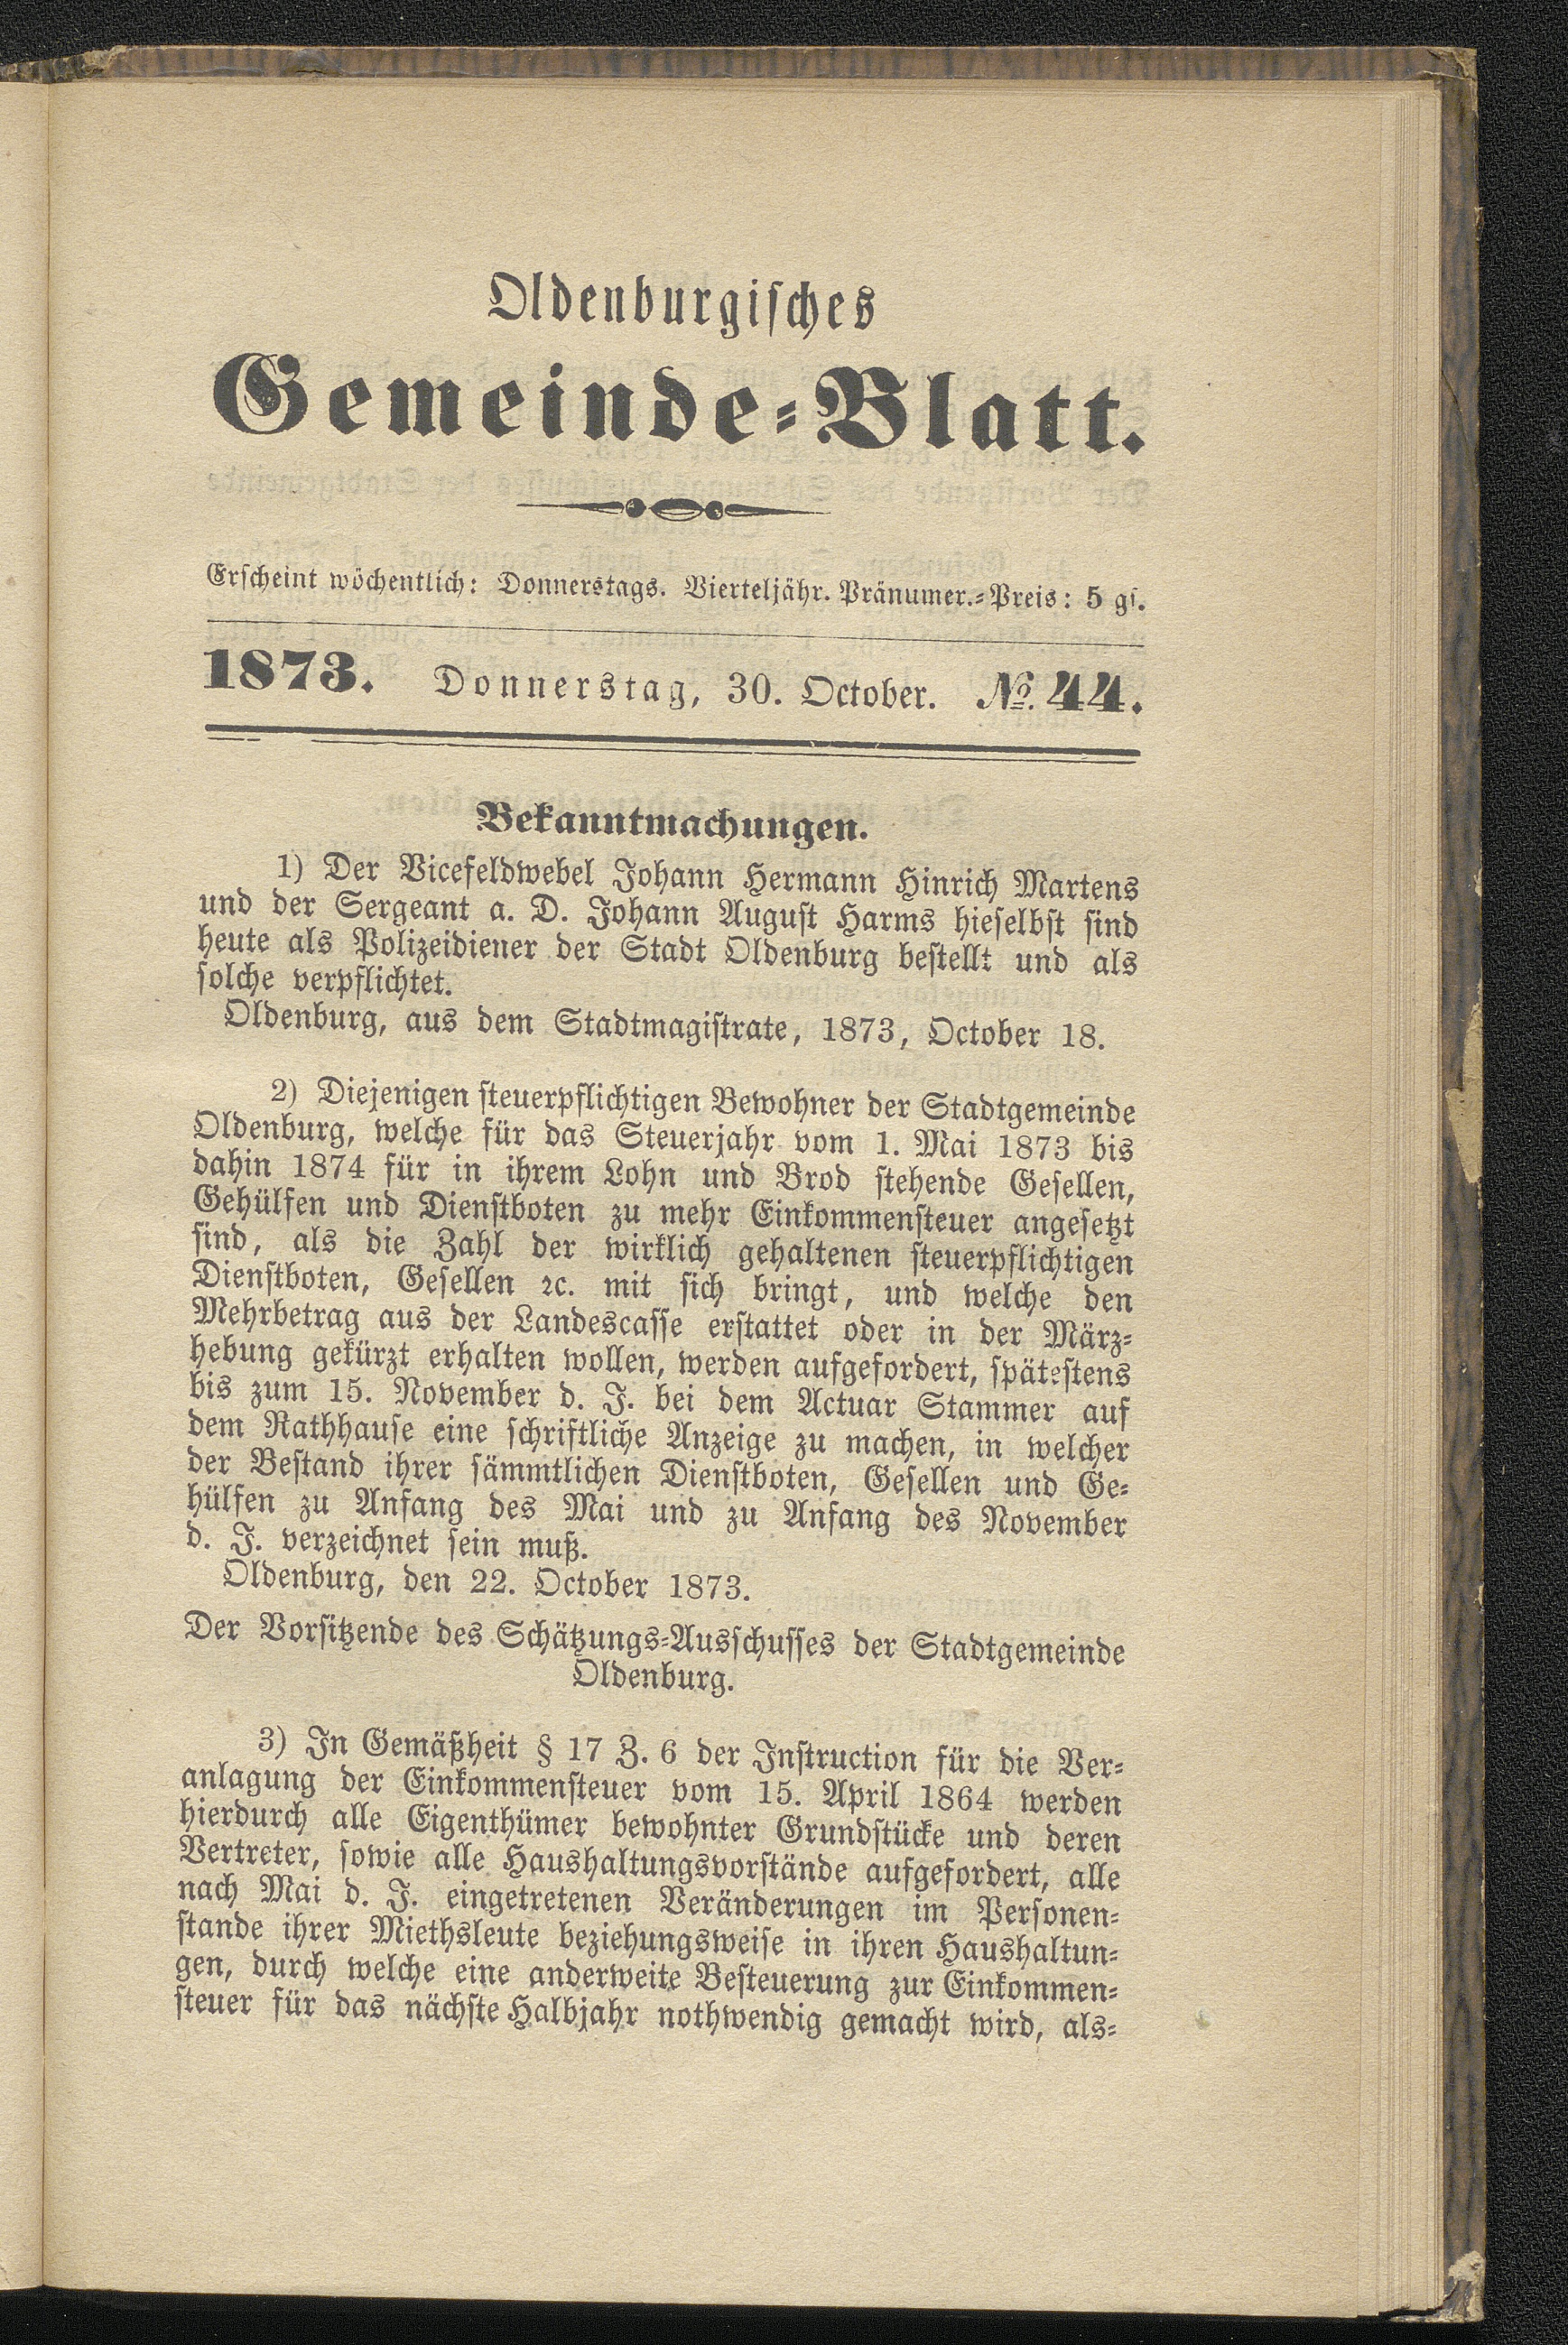 Oldenburgisches
Gemeinde-Blatt.
Erscheint wöchentlich: Donnerstags. Vierteljähr. Pränumer.-Preis: 5 gs.
1873. Donnerstag, 30. October. №. 44.
Bekanntmachungen.
1) Der Vicefeldwebel Johann Hermann Hinrich Martens
und der Sergeant a. D. Johann August Harms hieselbst sind
heute als Polizeidiener der Stadt Oldenburg bestellt und als
solche verpflichtet.
Oldenburg, aus dem Stadtmagistrate, 1873, October 18.
2) Diejenigen steuerpflichtigen Bewohner der Stadtgemeinde
Oldenburg, welche für das Steuerjahr vom 1. Mai 1873 bis
dahin 1874 für in ihrem Lohn und Brod stehende Gesellen,
Gehülfen und Dienstboten zu mehr Einkommensteuer angesetzt
sind, als die Zahl der wirklich gehaltenen steuerpflichtigen
Dienstboten, Gesellen ꝛc. mit sich bringt, und welche den
Mehrbetrag aus der Landescasse erstattet oder in der März-
hebung gekürzt erhalten wollen, werden aufgefordert, spätestens
bis zum 15. November d. J. bei dem Actuar Stammer auf
dem Rathhause eine schriftliche Anzeige zu machen, in welcher
der Bestand ihrer sämmtlichen Dienstboten, Gesellen und Ge-
hülfen zu Anfang des Mai und zu Anfang des November
d. J. verzeichnet sein muß.
Oldenburg, den 22. October 1873.
Der Vorsitzende des Schätzungs-Ausschusses der Stadtgemeinde
Oldenburg.
3) In Gemäßheit § 17 Z. 6 der Instruction für die Ver-
anlagung der Einkommensteuer vom 15. April 1864 werden
hierdurch alle Eigenthümer bewohnter Grundstücke und deren
Vertreter, sowie alle Haushaltungsvorstände aufgefordert, alle
nach Mai d. J. eingetretenen Veränderungen im Personen-
stande ihrer Miethsleute beziehungsweise in ihren Haushaltun-
gen, durch welche eine anderweite Besteuerung zur Einkommen-
steuer für das nächste Halbjahr nothwendig gemacht wird, als-